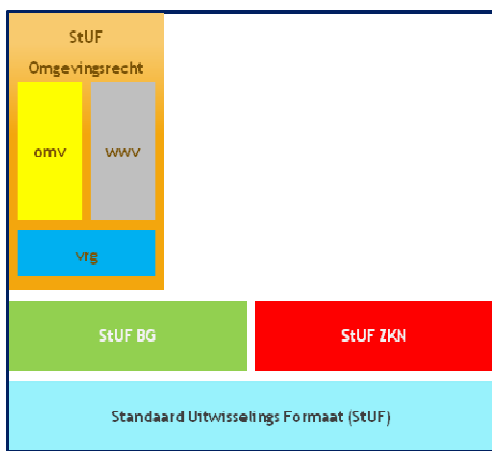 StUF
Omgevingsrecht
omv
wwv
vrg
StUF BG
StUF ZKN
Standaard Uitwisselings Formaat (StUF)